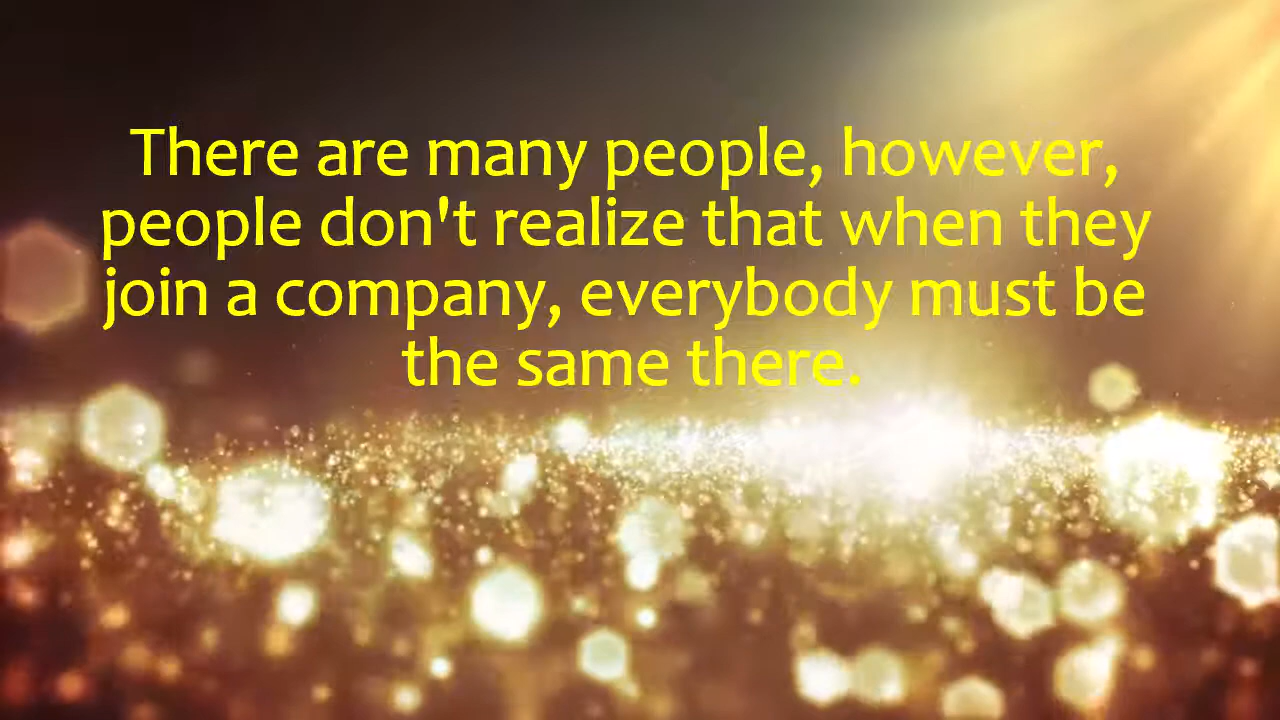 There are many people, however,
people don't realize that when they
join a company, everybody must be
the same there.